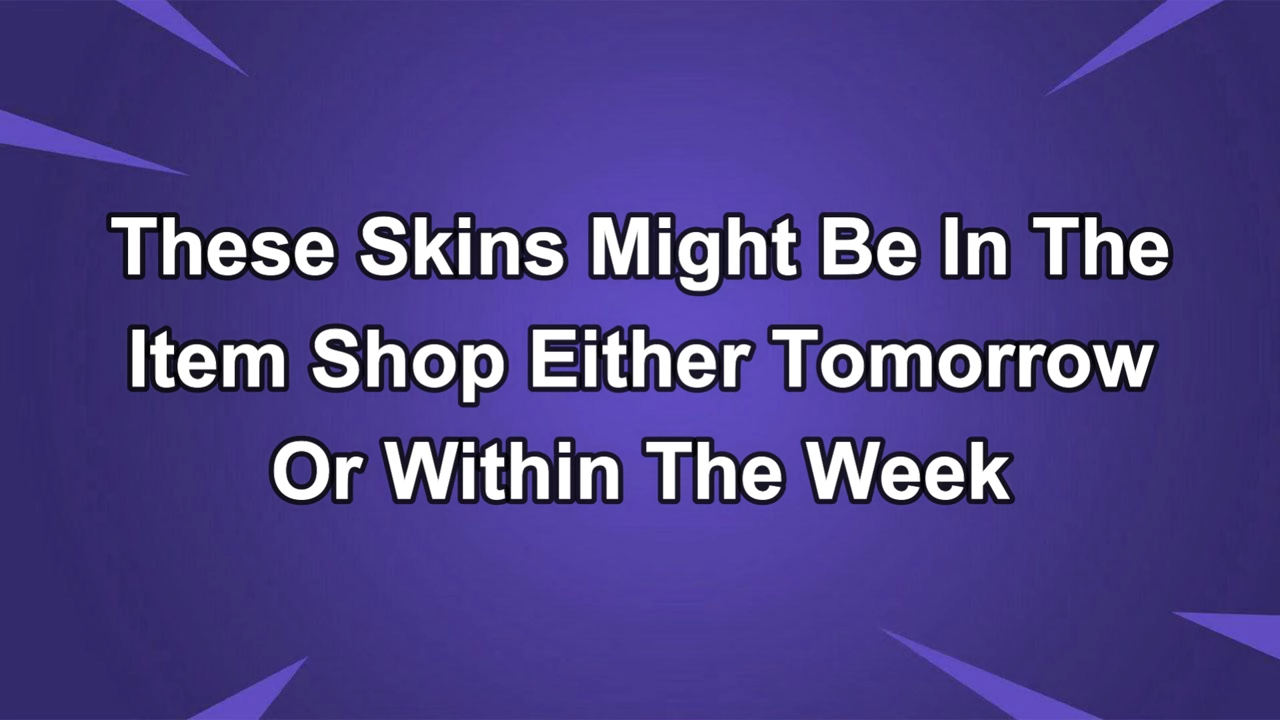 These Skins Might Be In The
Item Shop Either Tomorrow
Or Within The Week